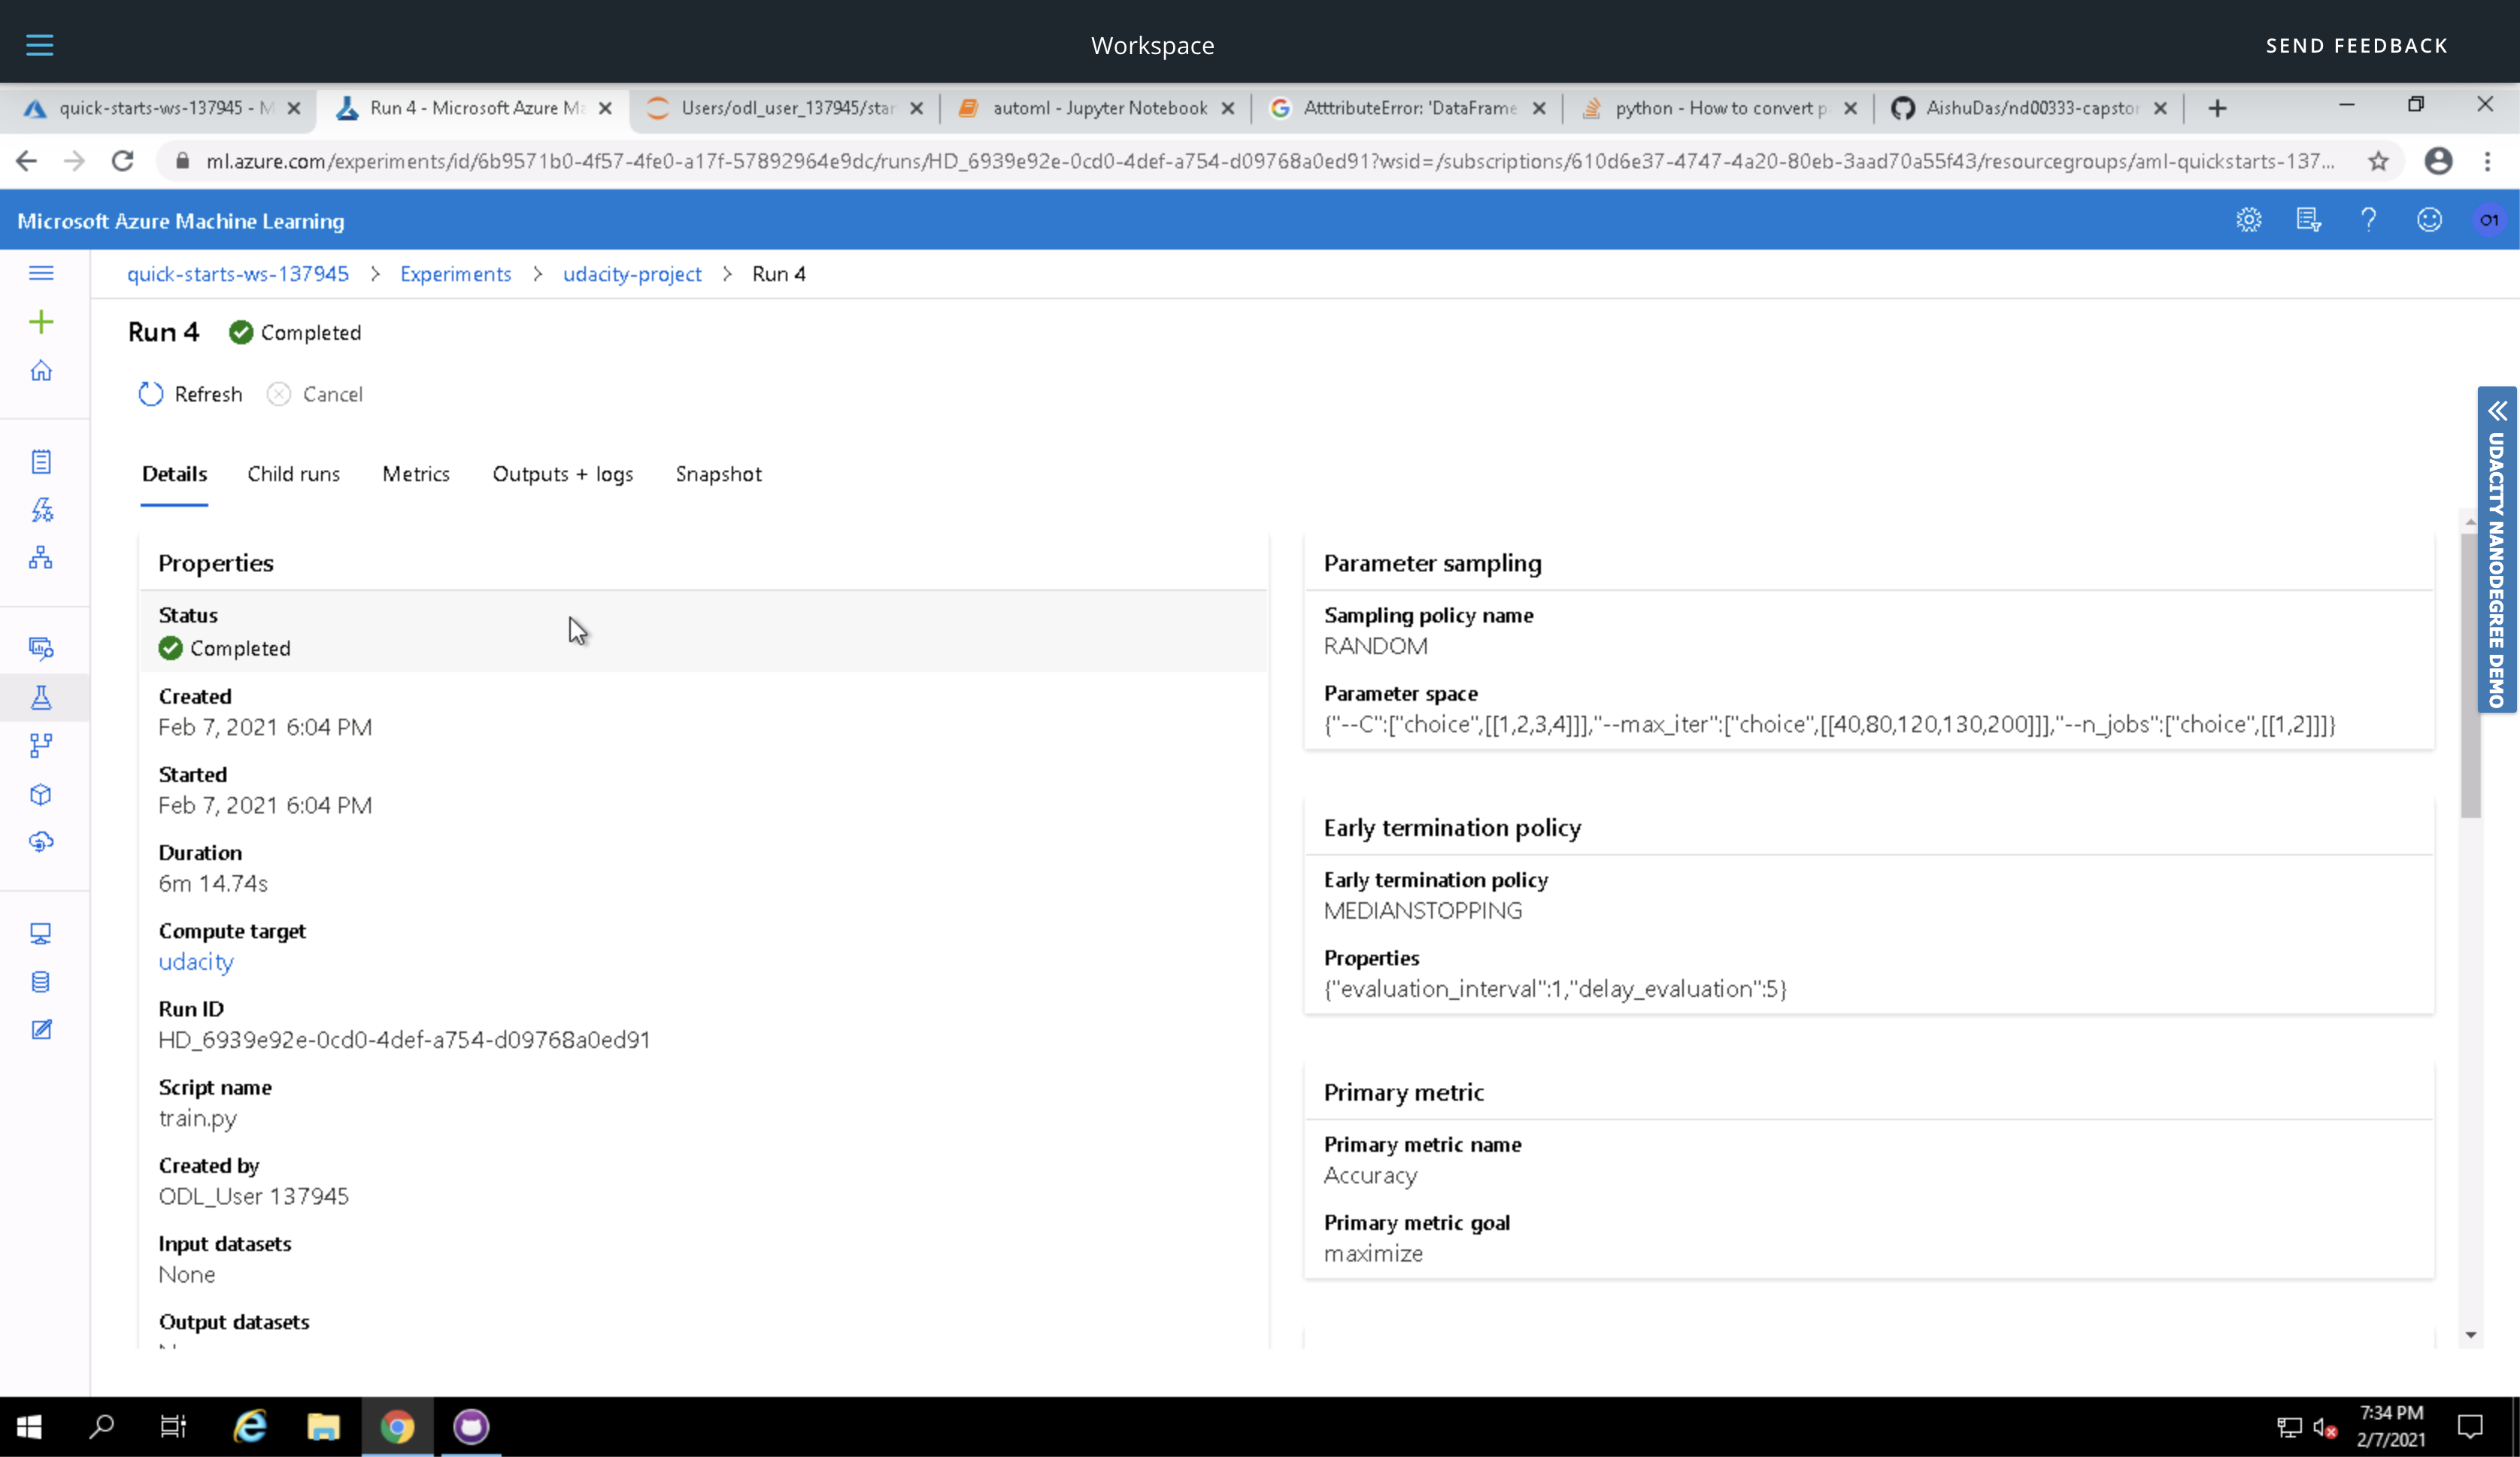 Workspace
SEND FEEDBACK
quick-starts-ws-137945 - M
Run 4 - Microsoft Azure Ma
Users/odl_user_137945/star
automl - Jupyter Notebook
AtttributeError: 'DataFrame
python - How to convert p
AishuDas/nd00333-capstor
ml.azure.com/experiments/id/6b9571b0-4f57-4fe0-a17f-57892964e9dc/runs/HD_6939e92e-0cd0-4def-a754-d09768a0ed91?wsid=/subscriptions/610d6e37-4747-4a20-80eb-3aad70a55f43/resourcegroups/aml-quickstarts-137...
Microsoft Azure Machine Learning
O1
quick-starts-ws-137945 > Experiments > udacity-project > Run 4
Run 4 Completed
Refresh Cancel
Details Child runs Metrics Outputs + logs Snapshot
Properties
Status
Completed
Created
Feb 7, 2021 6:04 PM
Started
Feb 7, 2021 6:04 PM
Duration
6m 14.74s
Compute target
udacity
Run ID
HD_6939e92e-0cd0-4def-a754-d09768a0ed91
Script name
train.py
Created by
ODL_User 137945
Input datasets
None
Output datasets
Parameter sampling
Sampling policy name
RANDOM
Parameter space
{"--C":["choice",[[1,2,3,4]]],"--max_iter":["choice",[[40,80,120,130,200]]],"--n_jobs":["choice",[[1,2]]]}
Early termination policy
Early termination policy
MEDIANSTOPPING
Properties
{"evaluation_interval":1,"delay_evaluation":5}
Primary metric
Primary metric name
Accuracy
Primary metric goal
maximize
UDACITY NANODEGREE DEMO
7:34 PM
2/7/2021